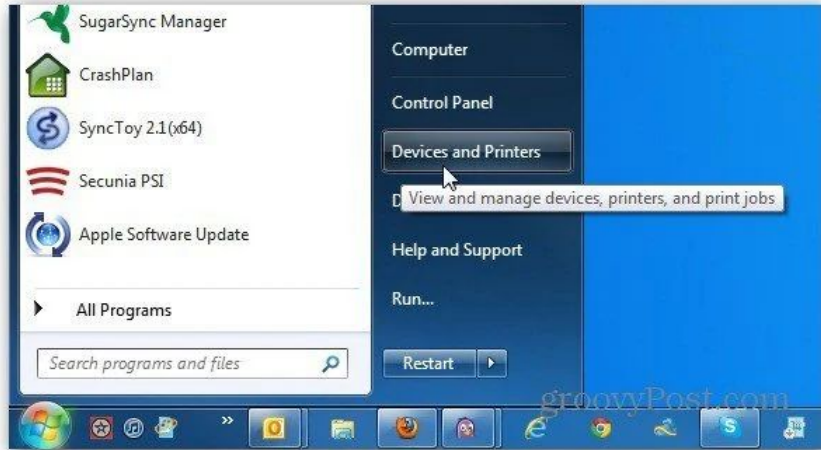 SugarSync Manager
CrashPlan
SyncToy 2.1(x64)
Secunia PSI
Apple Software Update
All Programs
Search programs and files
Computer
Control Panel
Devices and Printers
D
View and manage devices, printers, and print jobs
Help and Support
Run...
Restart
groovyPost.com